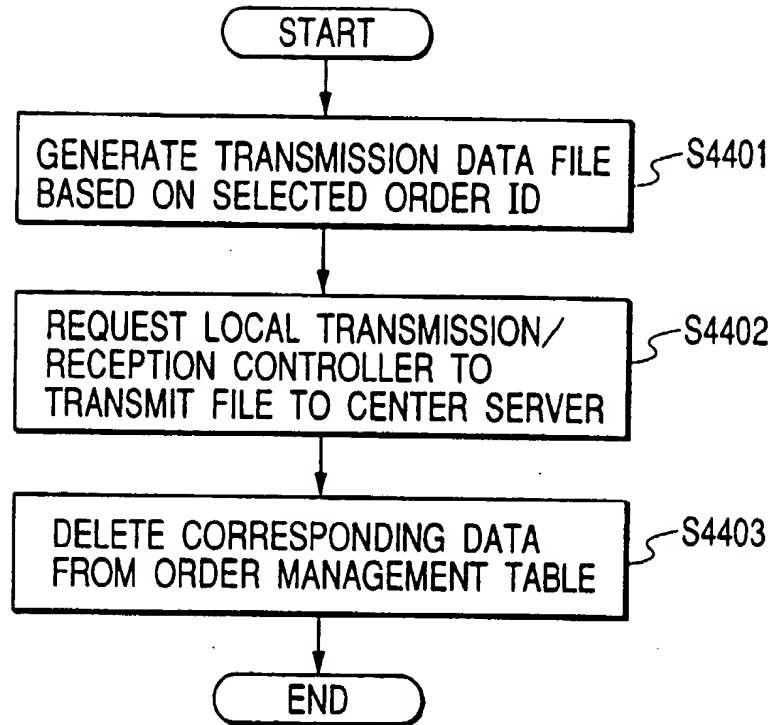 START
GENERATE TRANSMISSION DATA FILE
BASED ON SELECTED ORDER ID
S4401
REQUEST LOCAL TRANSMISSION/
RECEPTION CONTROLLER TO
TRANSMIT FILE TO CENTER SERVER
S4402
DELETE CORRESPONDING DATA
FROM ORDER MANAGEMENT TABLE
S4403
END